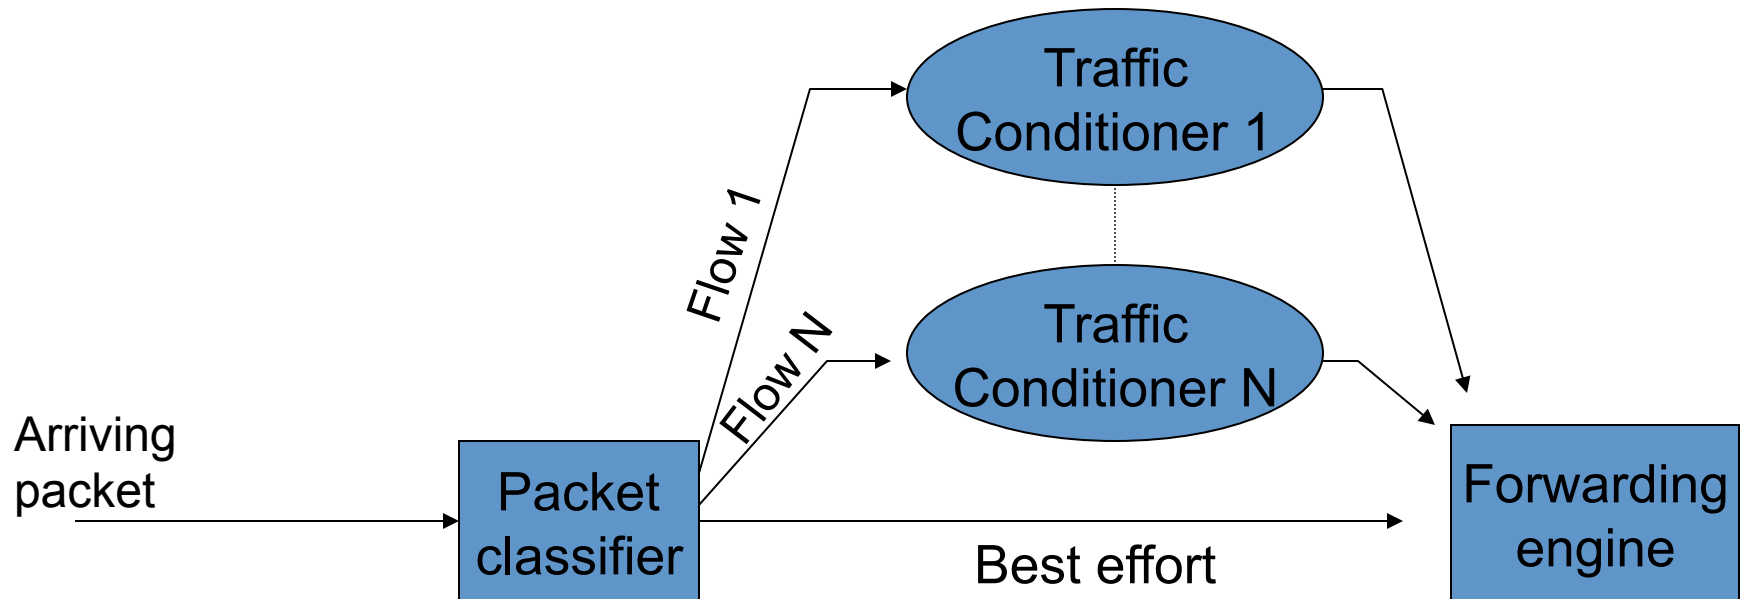 Traffic
Conditioner 1
Flow 1
Traffic
Conditioner N
Flow N
Arriving
packet
Packet
classifier
Best effort
Forwarding
engine